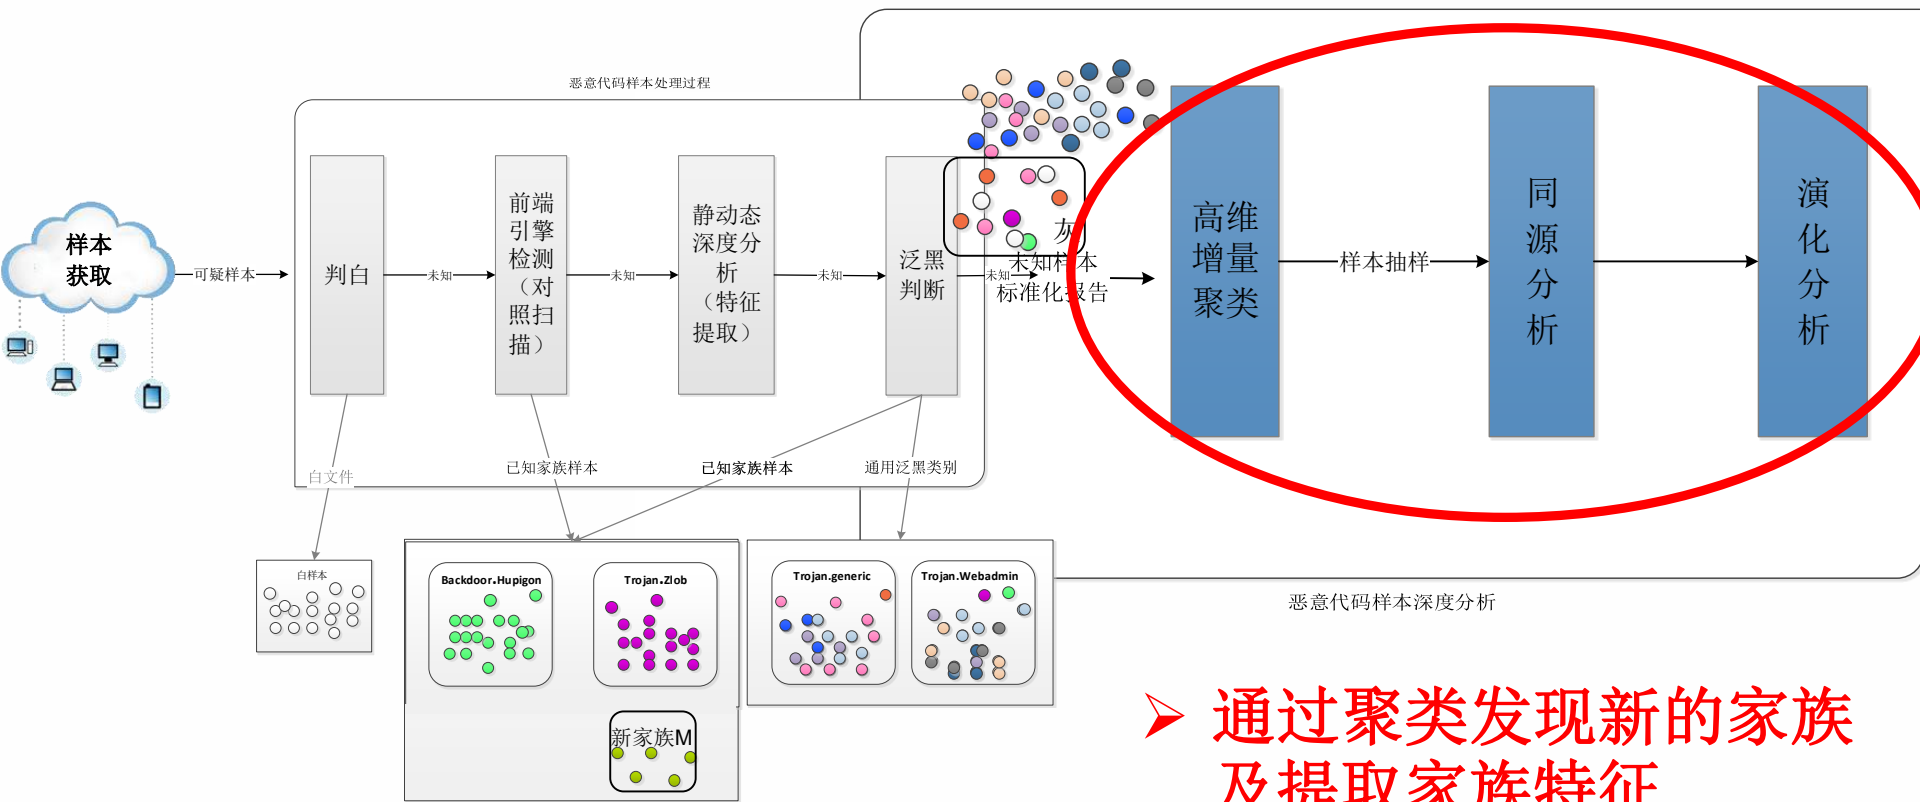 恶意代码样本处理过程
样本
获取
可疑样本
判白
未知
前端
引擎
检测
（对
照扫
描）
未知
静动态
深度分
析
（特征
提取）
未知
泛黑
判断
未知
灰
未知样本
标准化报告
高维
增量
聚类
样本抽样
同
源
分
析
演
化
分
析
白文件
已知家族样本
已知家族样本
通用泛黑类别
白样本
Backdoor.Hupigon
Trojan.Zlob
新家族M
Trojan.generic
Trojan.Webadmin
恶意代码样本深度分析
➢ 通过聚类发现新的家族
及提取家族特征